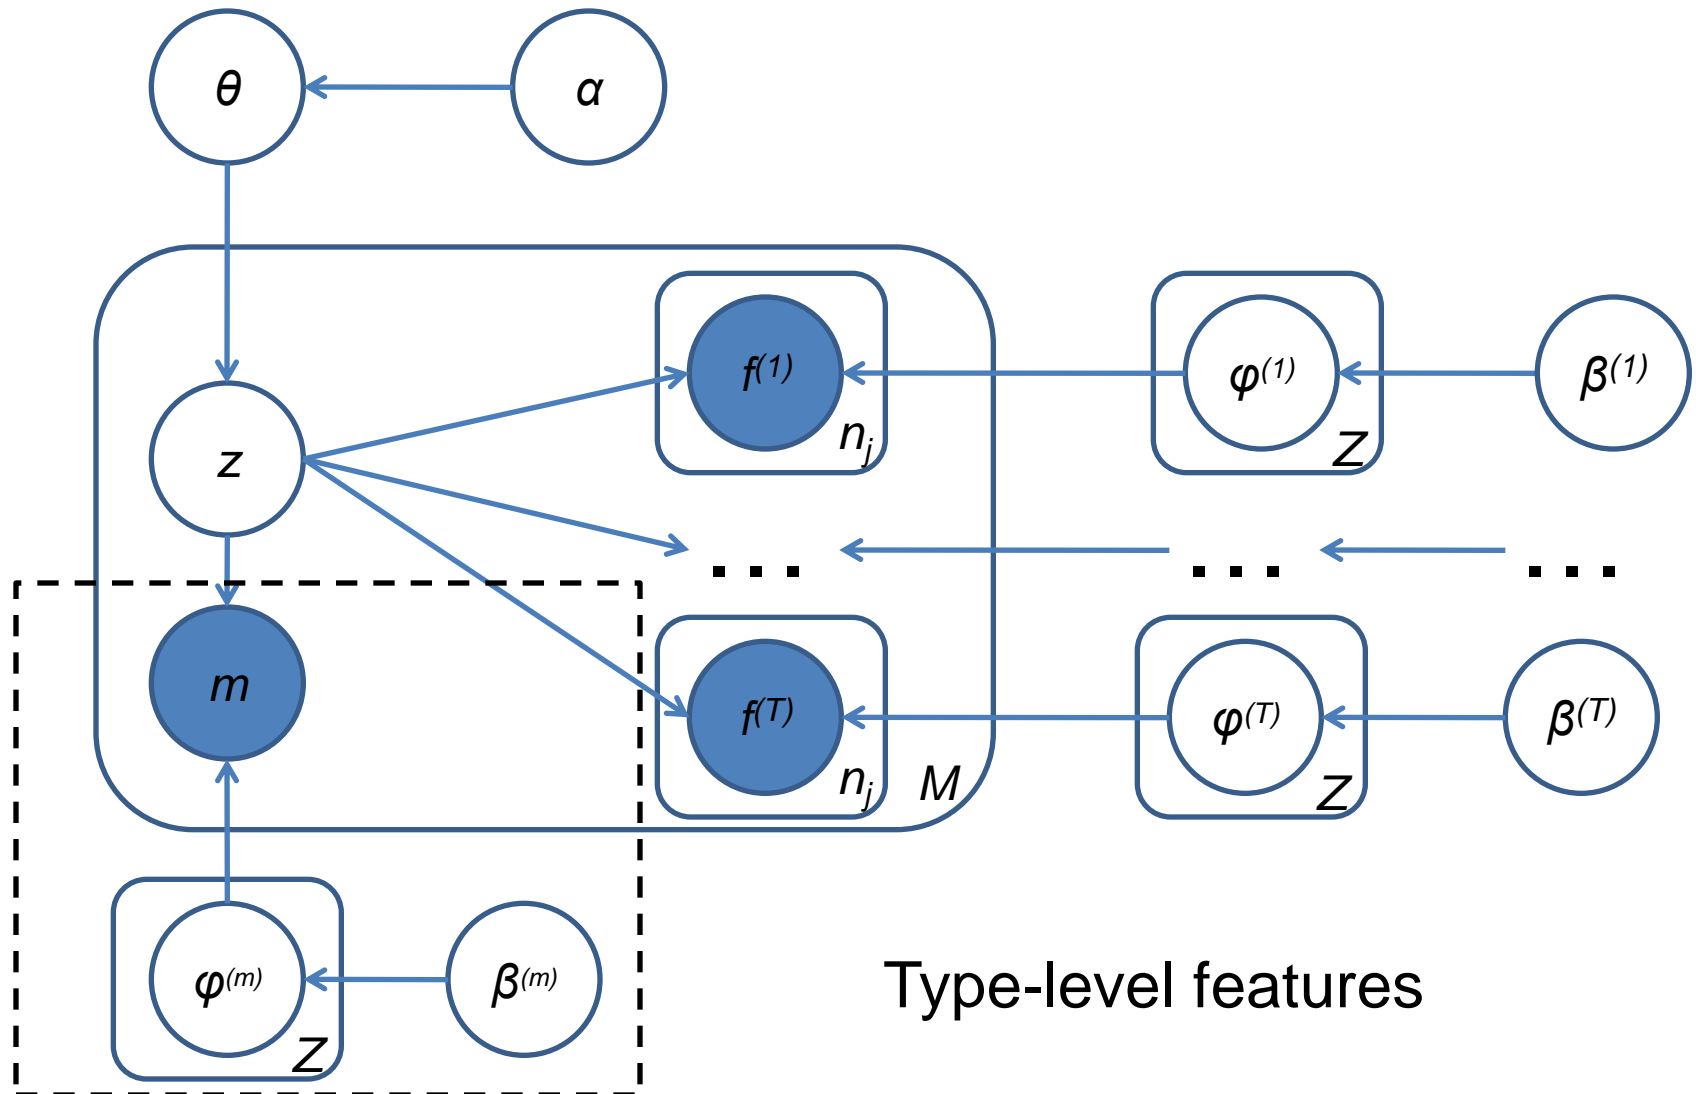 θ
α
f(1)
nj
φ(1)
Z
β(1)
z
. . .
. . .
. . .
m
f(T)
nj
M
φ(T)
Z
β(T)
φ(m)
Z
β(m)
Type-level features